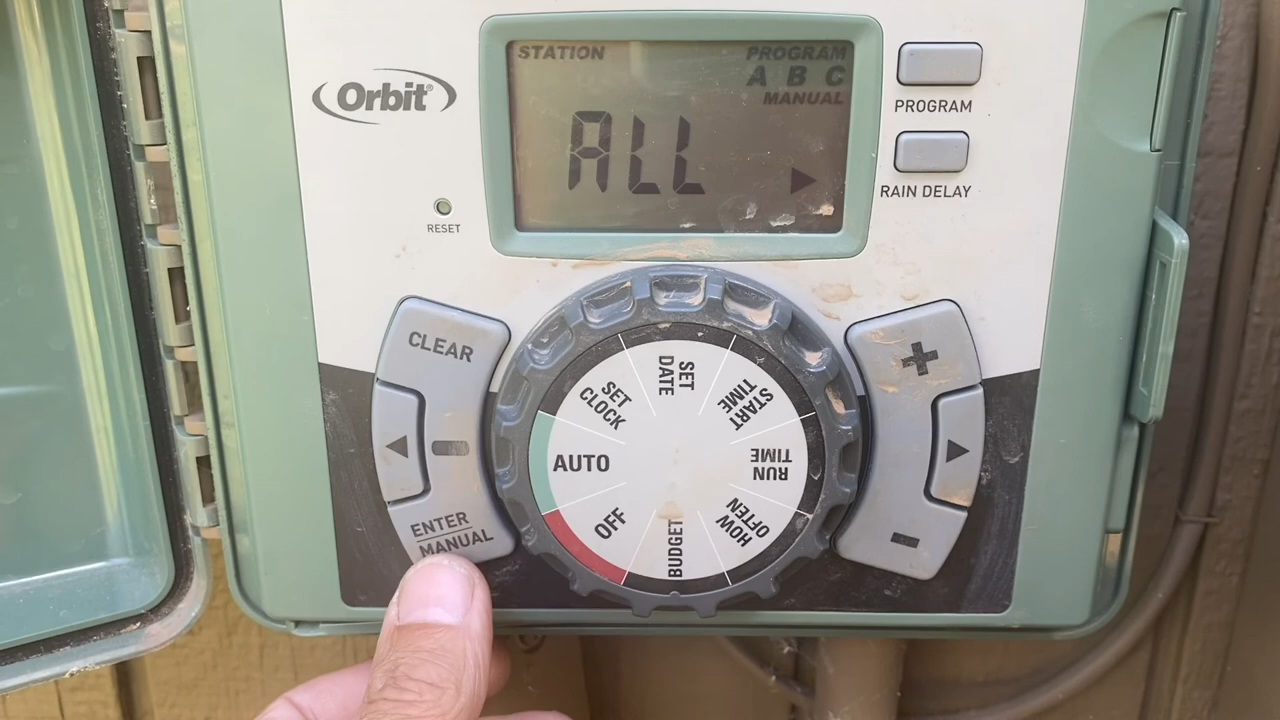 STATION
PROGRAM
A B C
MANUAL
ALL
Orbit®
PROGRAM
RAIN DELAY
RESET
CLEAR
ENTER
MANUAL
SET
DATE
START
TIME
RUN
TIME
HOW
OFTEN
BUDGET
OFF
AUTO
SET
CLOCK
+
-